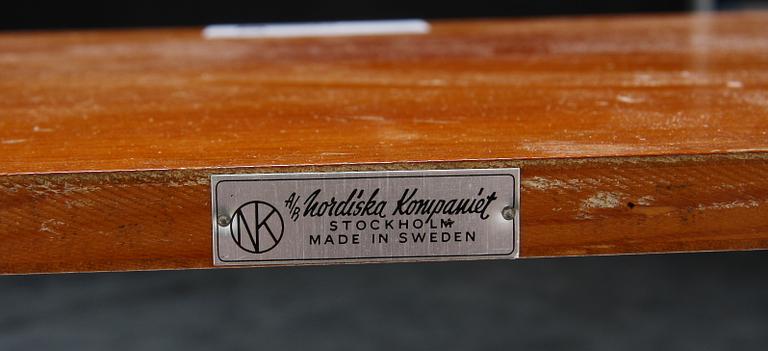 NK
A/B Nordiska Kompaniet
STOCKHOLM
MADE IN SWEDEN